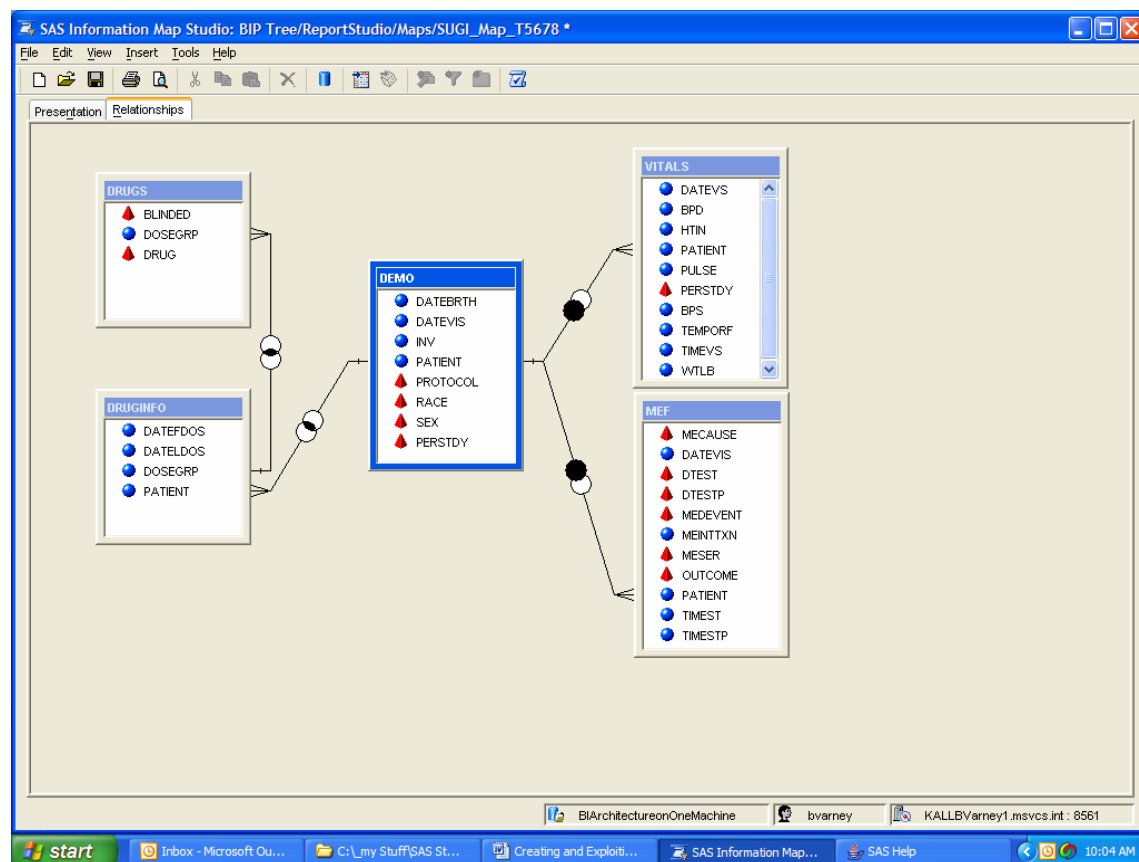 SAS Information Map Studio: BIP Tree/ReportStudio/Maps/SUGI_Map_T5678 *
File Edit View Insert Tools Help
Presentation Relationships
DRUGS
BLINDED
DOSEGRP
DRUG
DRUGINFO
DATEFDOS
DATELDOS
DOSEGRP
PATIENT
DEMO
DATEBRTH
DATEVIS
INV
PATIENT
PROTOCOL
RACE
SEX
PERSTDY
VITALS
DATEVS
BPD
HTIN
PATIENT
PULSE
PERSTDY
BPS
TEMPORF
TIMEVS
WTLB
MEF
MECAUSE
DATEVIS
DTEST
DTESTP
MEDEVENT
MEINTTXN
MESER
OUTCOME
PATIENT
TIMEST
TIMESTP
BIArchitectureonOneMachine bvarney KALLBVarney1.msvcs.int : 8561
start Inbox - Microsoft Ou... C:\_my Stuff\SAS St... Creating and Exploiti... SAS Information Map... SAS Help 10:04 AM